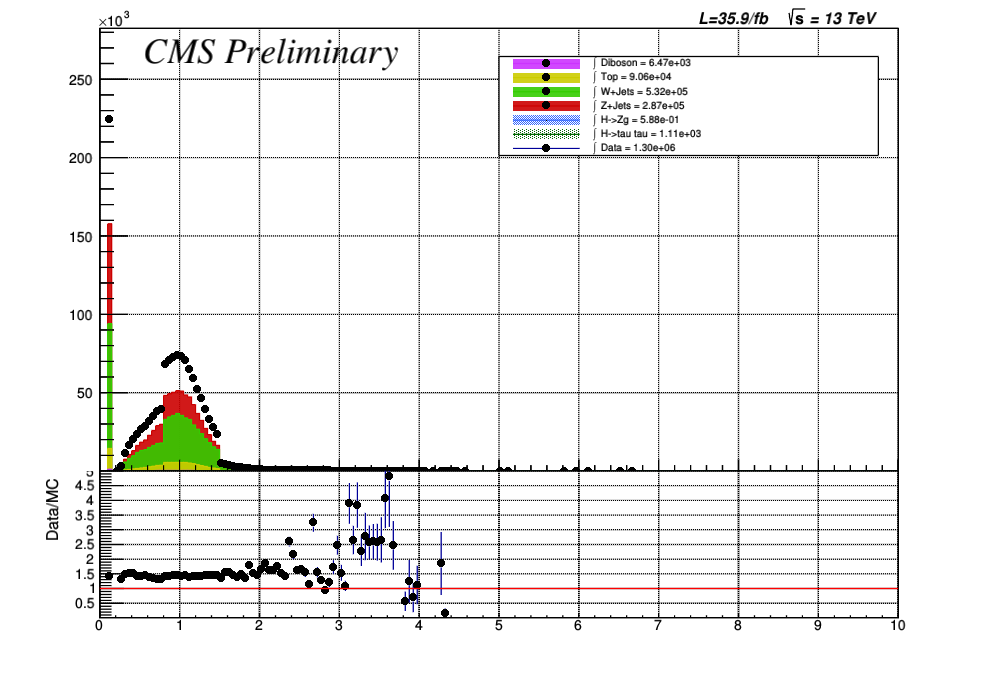 ×10³
L=35.9/fb √s = 13 TeV
CMS Preliminary
∫ Diboson = 6.47e+03
∫ Top = 9.06e+04
∫ W+Jets = 5.32e+05
∫ Z+Jets = 2.87e+05
∫ H->Zg = 5.88e-01
∫ H->tau tau = 1.11e+03
∫ Data = 1.30e+06
250
200
150
100
50
Data/MC
5
4.5
4
3.5
3
2.5
2
1.5
1
0.5
0 1 2 3 4 5 6 7 8 9 10